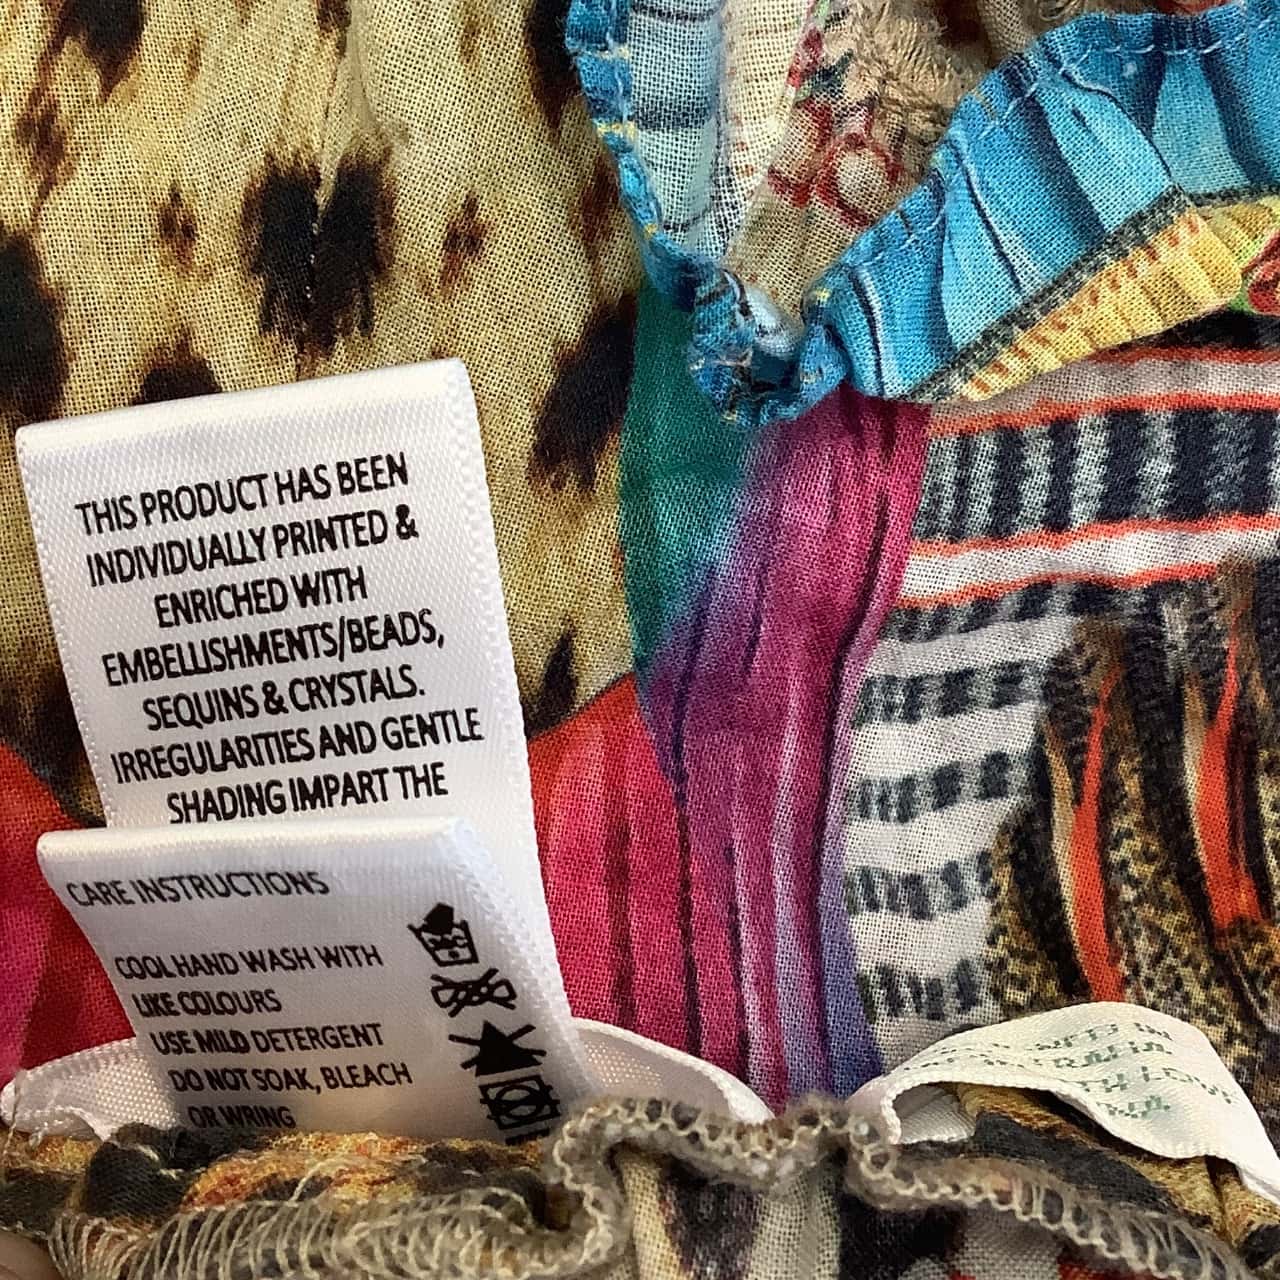 THIS PRODUCT HAS BEEN
INDIVIDUALLY PRINTED &
ENRICHED WITH
EMBELLISHMENTS/BEADS,
SEQUINS & CRYSTALS.
IRREGULARITIES AND GENTLE
SHADING IMPART THE
CARE INSTRUCTIONS
COOL HAND WASH WITH
LIKE COLOURS
USE MILD DETERGENT
DO NOT SOAK, BLEACH
OR WRING